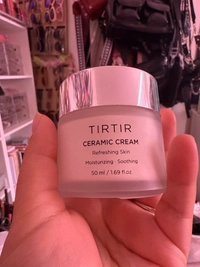 TIRTIR
CERAMIC CREAM
Refreshing Skin
Moisturizing · Soothing
50 ml / 1.69 fl.oz.